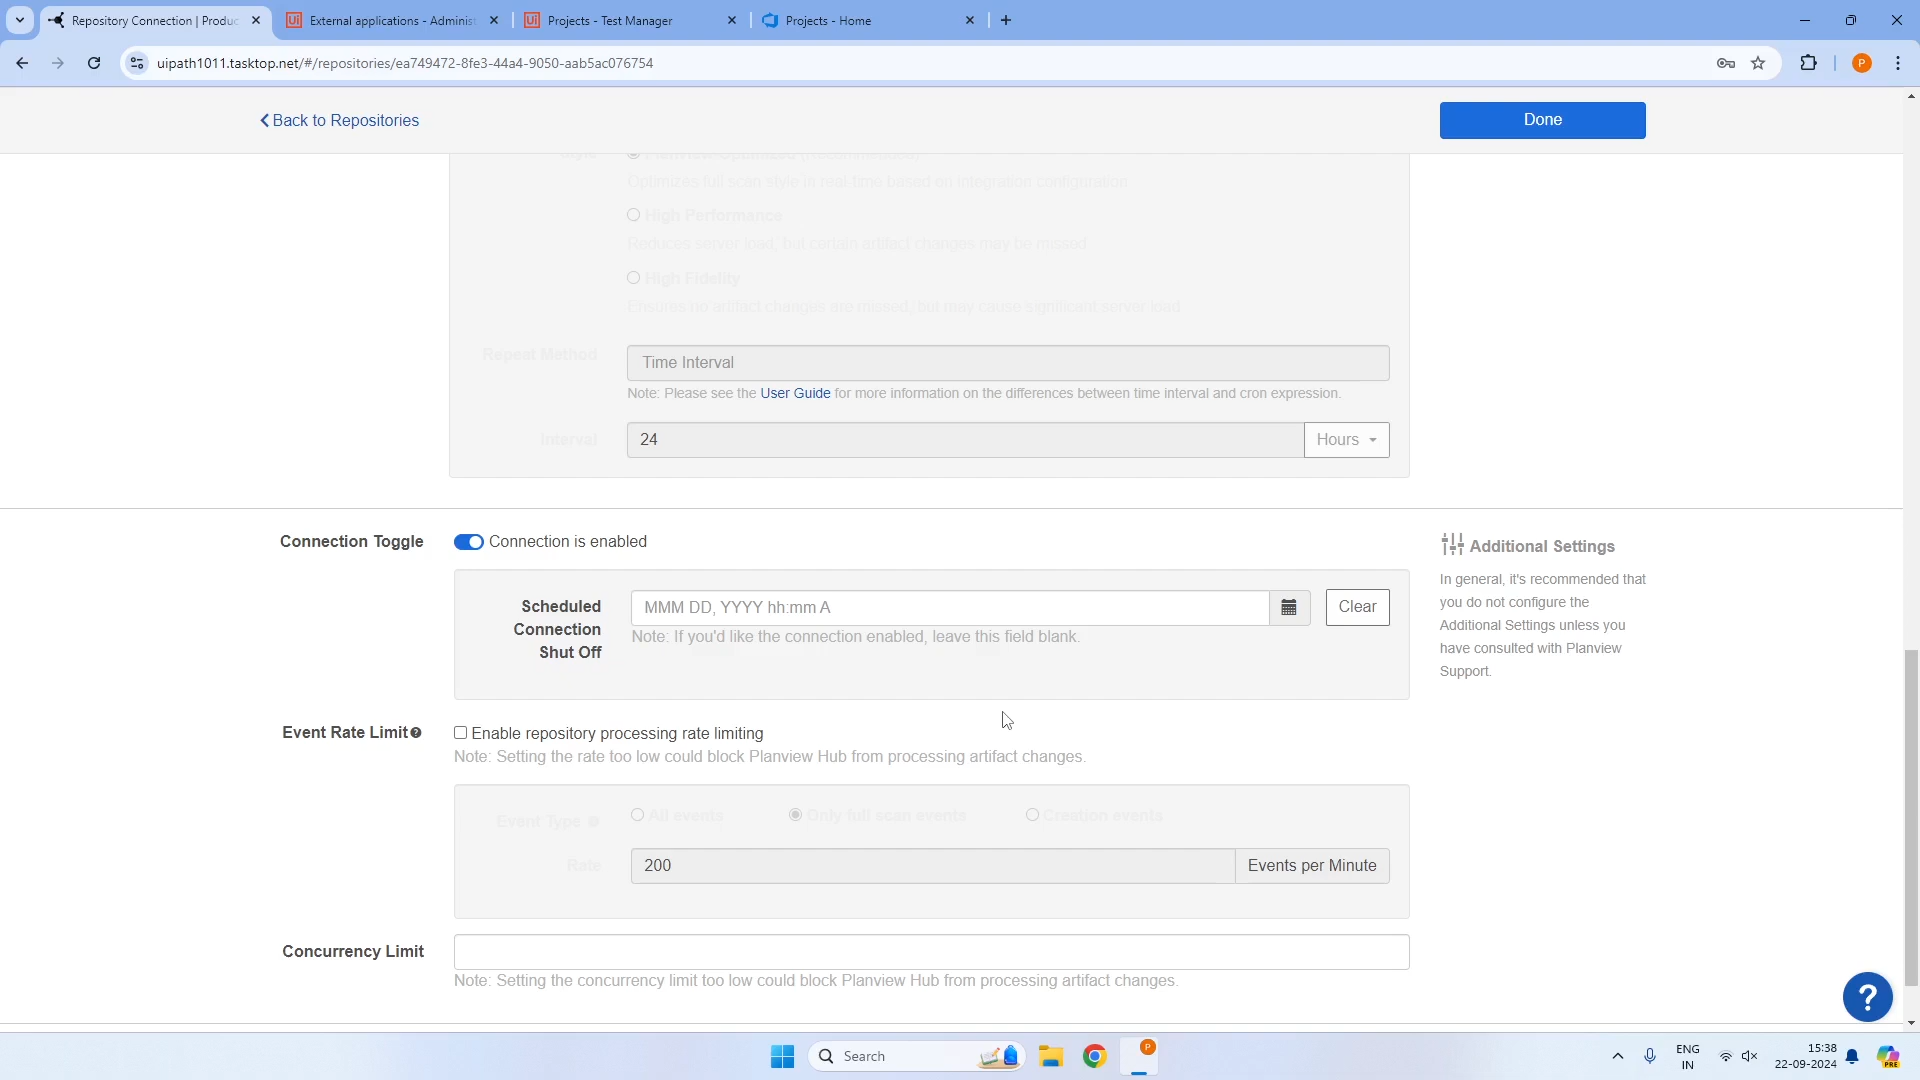 Repository Connection | Produc
External applications - Administ
Projects - Test Manager
Projects - Home
uipath1011.tasktop.net/#/repositories/ea749472-8fe3-44a4-9050-aab5ac076754
P
Back to Repositories
Done
Optimizes full scan style in real-time based on integration configuration.
High Performance
Reduces server load, but certain artifact changes may be missed.
High Fidelity
Ensures no artifact changes are missed, but may cause significant server load.
Repeat Method
Time Interval
Note: Please see the User Guide for more information on the differences between time interval and cron expression.
Interval
24
Hours
Connection Toggle
Connection is enabled
Scheduled
Connection
Shut Off
MMM DD, YYYY hh:mm A
Clear
Note: If you'd like the connection enabled, leave this field blank.
Additional Settings
In general, it's recommended that
you do not configure the
Additional Settings unless you
have consulted with Planview
Support.
Event Rate Limit
Enable repository processing rate limiting
Note: Setting the rate too low could block Planview Hub from processing artifact changes.
Event Type
All events
Only full scan events
Creation events
Rate
200
Events per Minute
Concurrency Limit
Note: Setting the concurrency limit too low could block Planview Hub from processing artifact changes.
?
Search
P
ENG
IN
15:38
22-09-2024
PRE